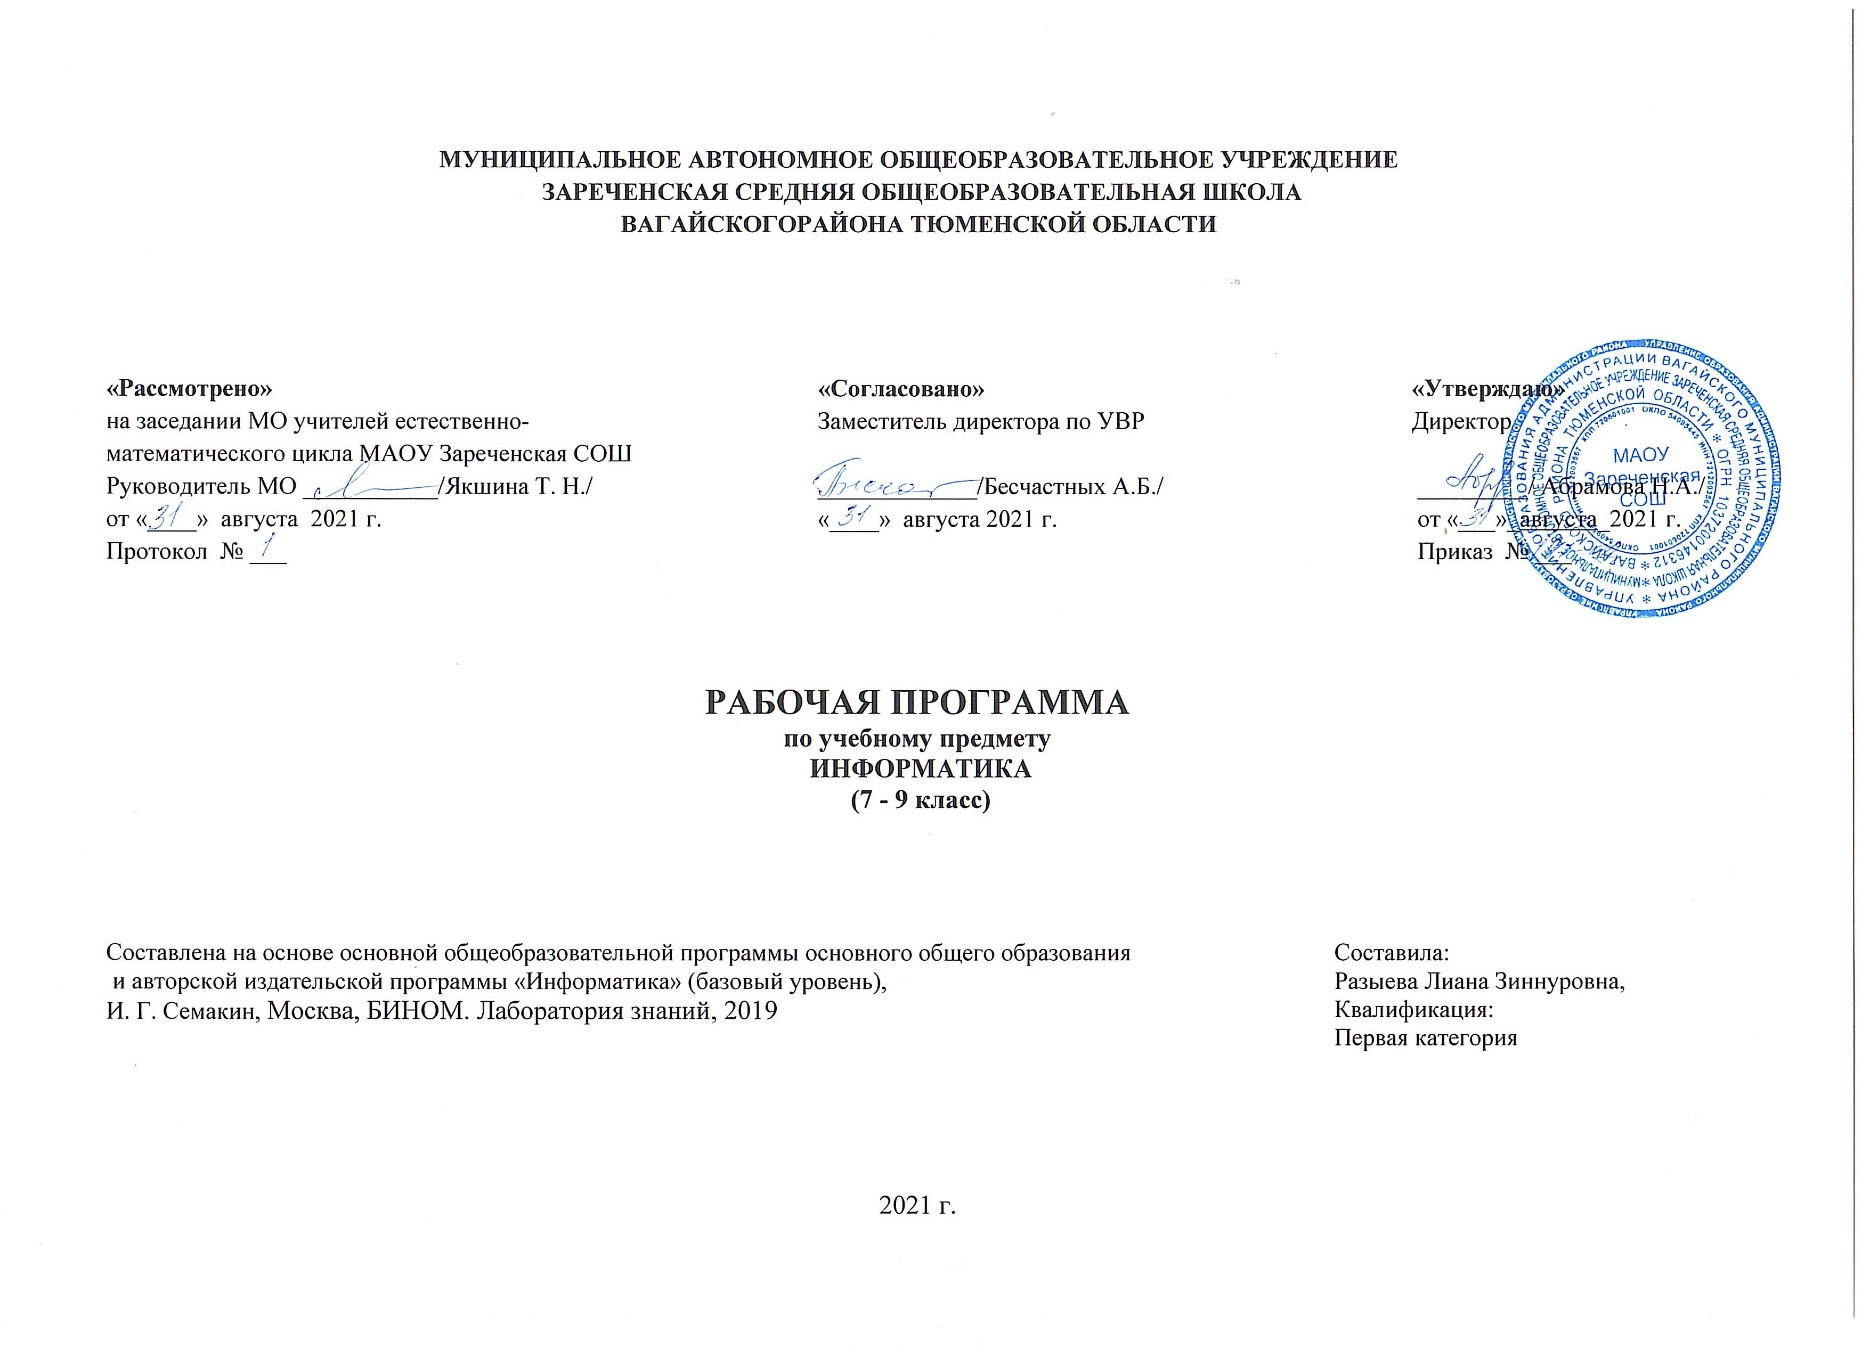 МУНИЦИПАЛЬНОЕ АВТОНОМНОЕ ОБЩЕОБРАЗОВАТЕЛЬНОЕ УЧРЕЖДЕНИЕ
ЗАРЕЧЕНСКАЯ СРЕДНЯЯ ОБЩЕОБРАЗОВАТЕЛЬНАЯ ШКОЛА
ВАГАЙСКОГОРАЙОНА ТЮМЕНСКОЙ ОБЛАСТИ
«Рассмотрено»
на заседании МО учителей естественно-
математического цикла МАОУ Зареченская СОШ
Руководитель МО ___________/Якшина Т. Н./
от «31» августа 2021 г.
Протокол № 1
«Согласовано»
Заместитель директора по УВР
_____________/Бесчастных А.Б./
«31» августа 2021 г.
«Утверждаю»
Директор
_________/ Абрамова Н.А./
от «31» августа 2021 г.
Приказ №
МАОУ
Зареченская
СОШ
РАБОЧАЯ ПРОГРАММА
по учебному предмету
ИНФОРМАТИКА
(7 - 9 класс)
Составлена на основе основной общеобразовательной программы основного общего образования
и авторской издательской программы «Информатика» (базовый уровень),
И. Г. Семакин, Москва, БИНОМ. Лаборатория знаний, 2019
Составила:
Разыева Лиана Зиннуровна,
Квалификация:
Первая категория
2021 г.